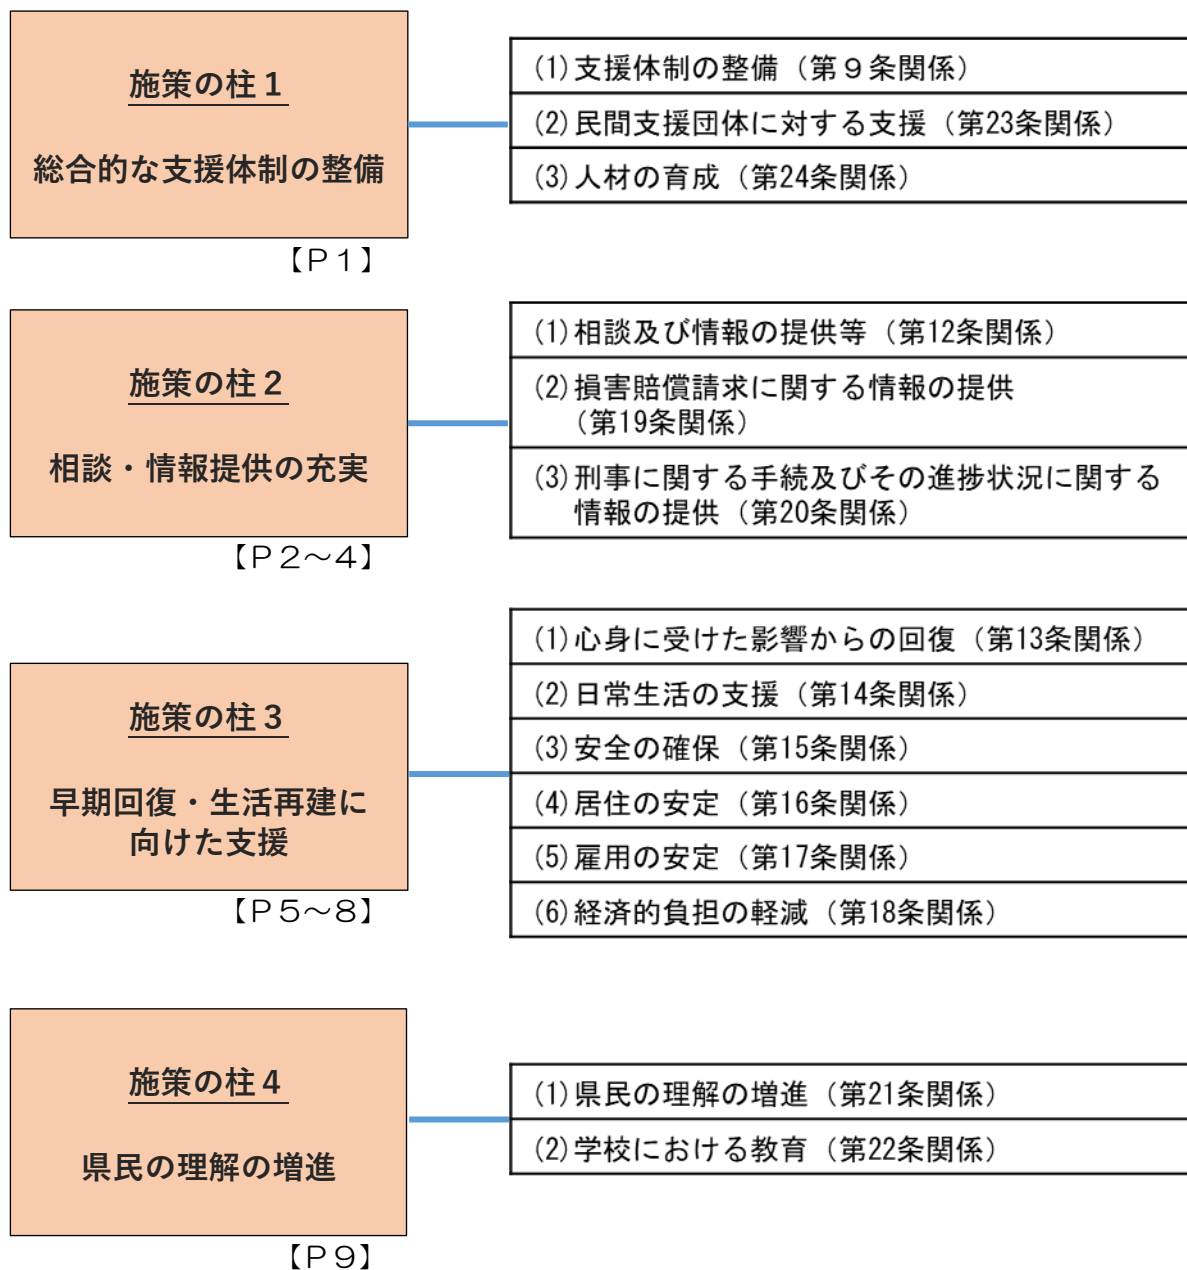 施策の柱１
総合的な支援体制の整備
【Ｐ１】
(1)支援体制の整備（第９条関係）
(2)民間支援団体に対する支援（第23条関係）
(3)人材の育成（第24条関係）
施策の柱２
相談・情報提供の充実
【Ｐ２～４】
(1)相談及び情報の提供等（第12条関係）
(2)損害賠償請求に関する情報の提供
（第19条関係）
(3)刑事に関する手続及びその進捗状況に関する
情報の提供（第20条関係）
施策の柱３
早期回復・生活再建に
向けた支援
【Ｐ５～８】
(1)心身に受けた影響からの回復（第13条関係）
(2)日常生活の支援（第14条関係）
(3)安全の確保（第15条関係）
(4)居住の安定（第16条関係）
(5)雇用の安定（第17条関係）
(6)経済的負担の軽減（第18条関係）
施策の柱４
県民の理解の増進
【Ｐ９】
(1)県民の理解の増進（第21条関係）
(2)学校における教育（第22条関係）